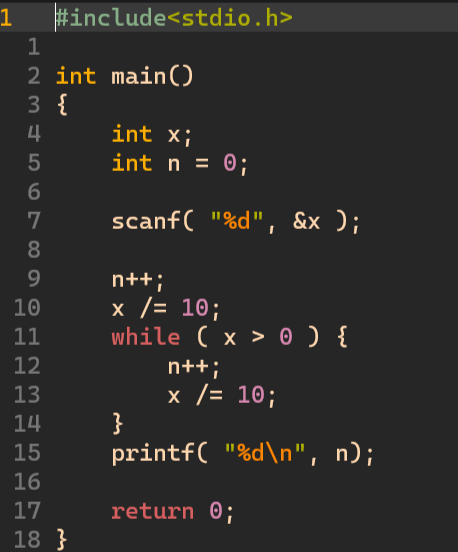 1 #include<stdio.h>
1
2 int main()
3 {
4     int x;
5     int n = 0;
6
7     scanf( "%d", &x );
8
9     n++;
10     x /= 10;
11     while ( x > 0 ) {
12         n++;
13         x /= 10;
14     }
15     printf( "%d\n", n);
16
17     return 0;
18 }